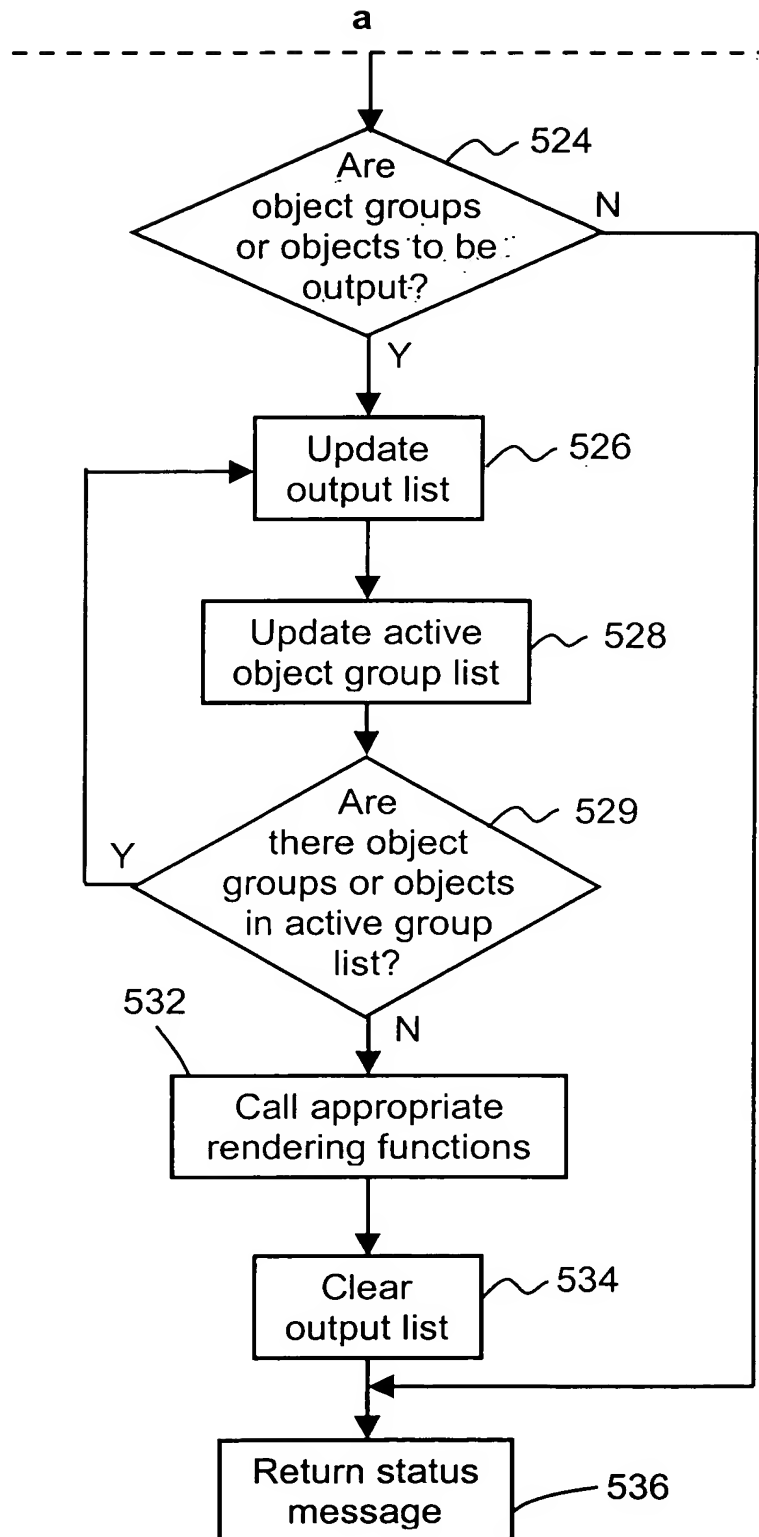 a
524
Are
object groups
or objects to be
output?
N
Y
Update
output list
526
Update active
object group list
528
Are
there object
groups or objects
in active group
list?
529
Y
N
532
Call appropriate
rendering functions
Clear
output list
534
Return status
message
536